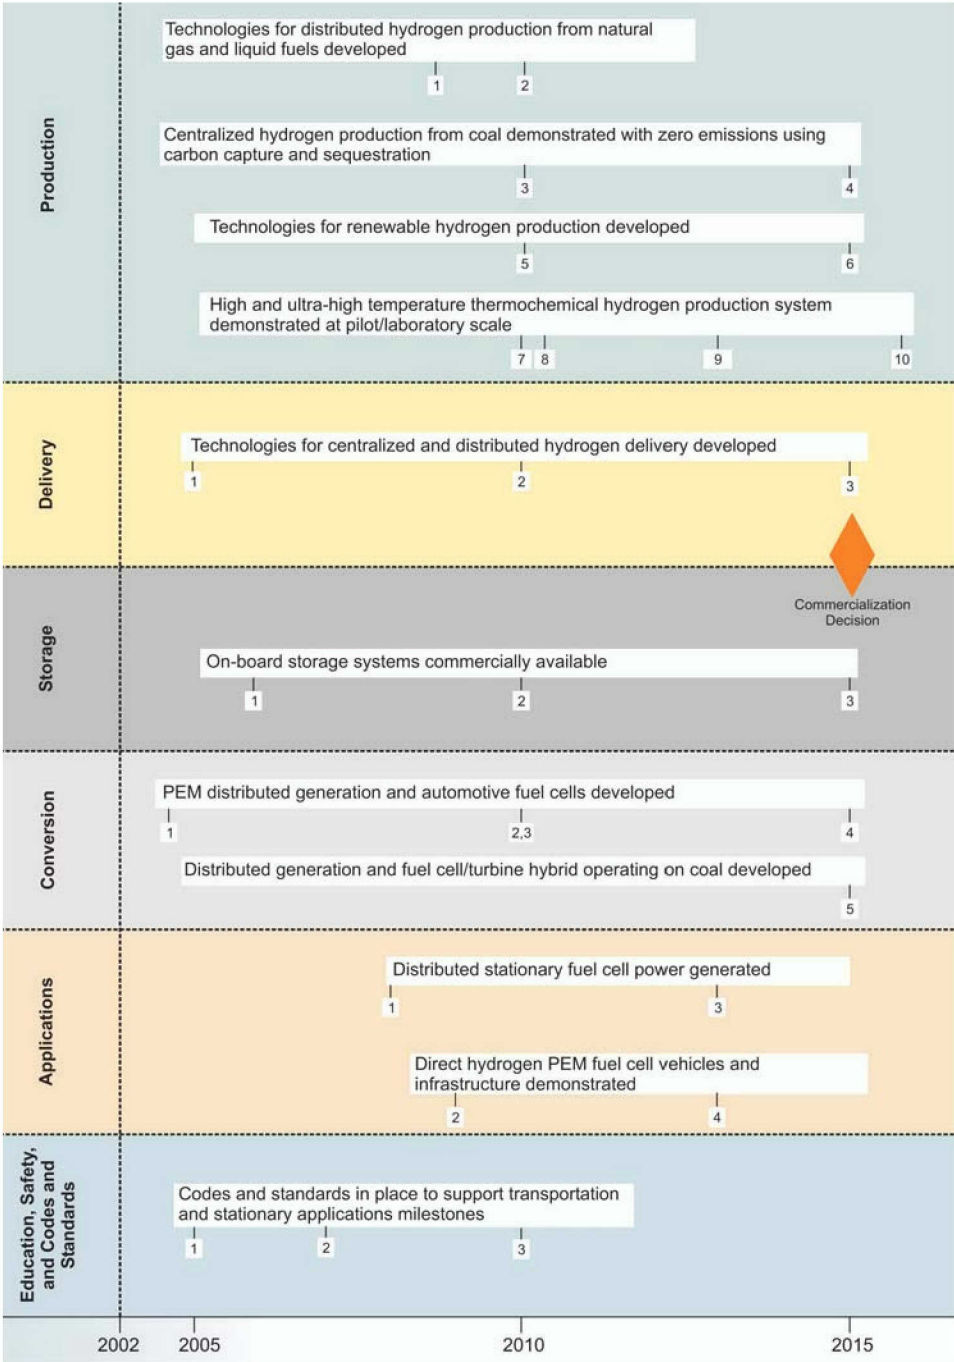 Production
Technologies for distributed hydrogen production from natural
gas and liquid fuels developed
1 2
Centralized hydrogen production from coal demonstrated with zero emissions using
carbon capture and sequestration
3 4
Technologies for renewable hydrogen production developed
5 6
High and ultra-high temperature thermochemical hydrogen production system
demonstrated at pilot/laboratory scale
7 8 9 10
Delivery
Technologies for centralized and distributed hydrogen delivery developed
1 2 3
Commercialization
Decision
Storage
On-board storage systems commercially available
1 2 3
Conversion
PEM distributed generation and automotive fuel cells developed
1 2,3 4
Distributed generation and fuel cell/turbine hybrid operating on coal developed
5
Applications
Distributed stationary fuel cell power generated
1 3
Direct hydrogen PEM fuel cell vehicles and
infrastructure demonstrated
2 4
Education, Safety,
and Codes and
Standards
Codes and standards in place to support transportation
and stationary applications milestones
1 2 3
2002 2005 2010 2015